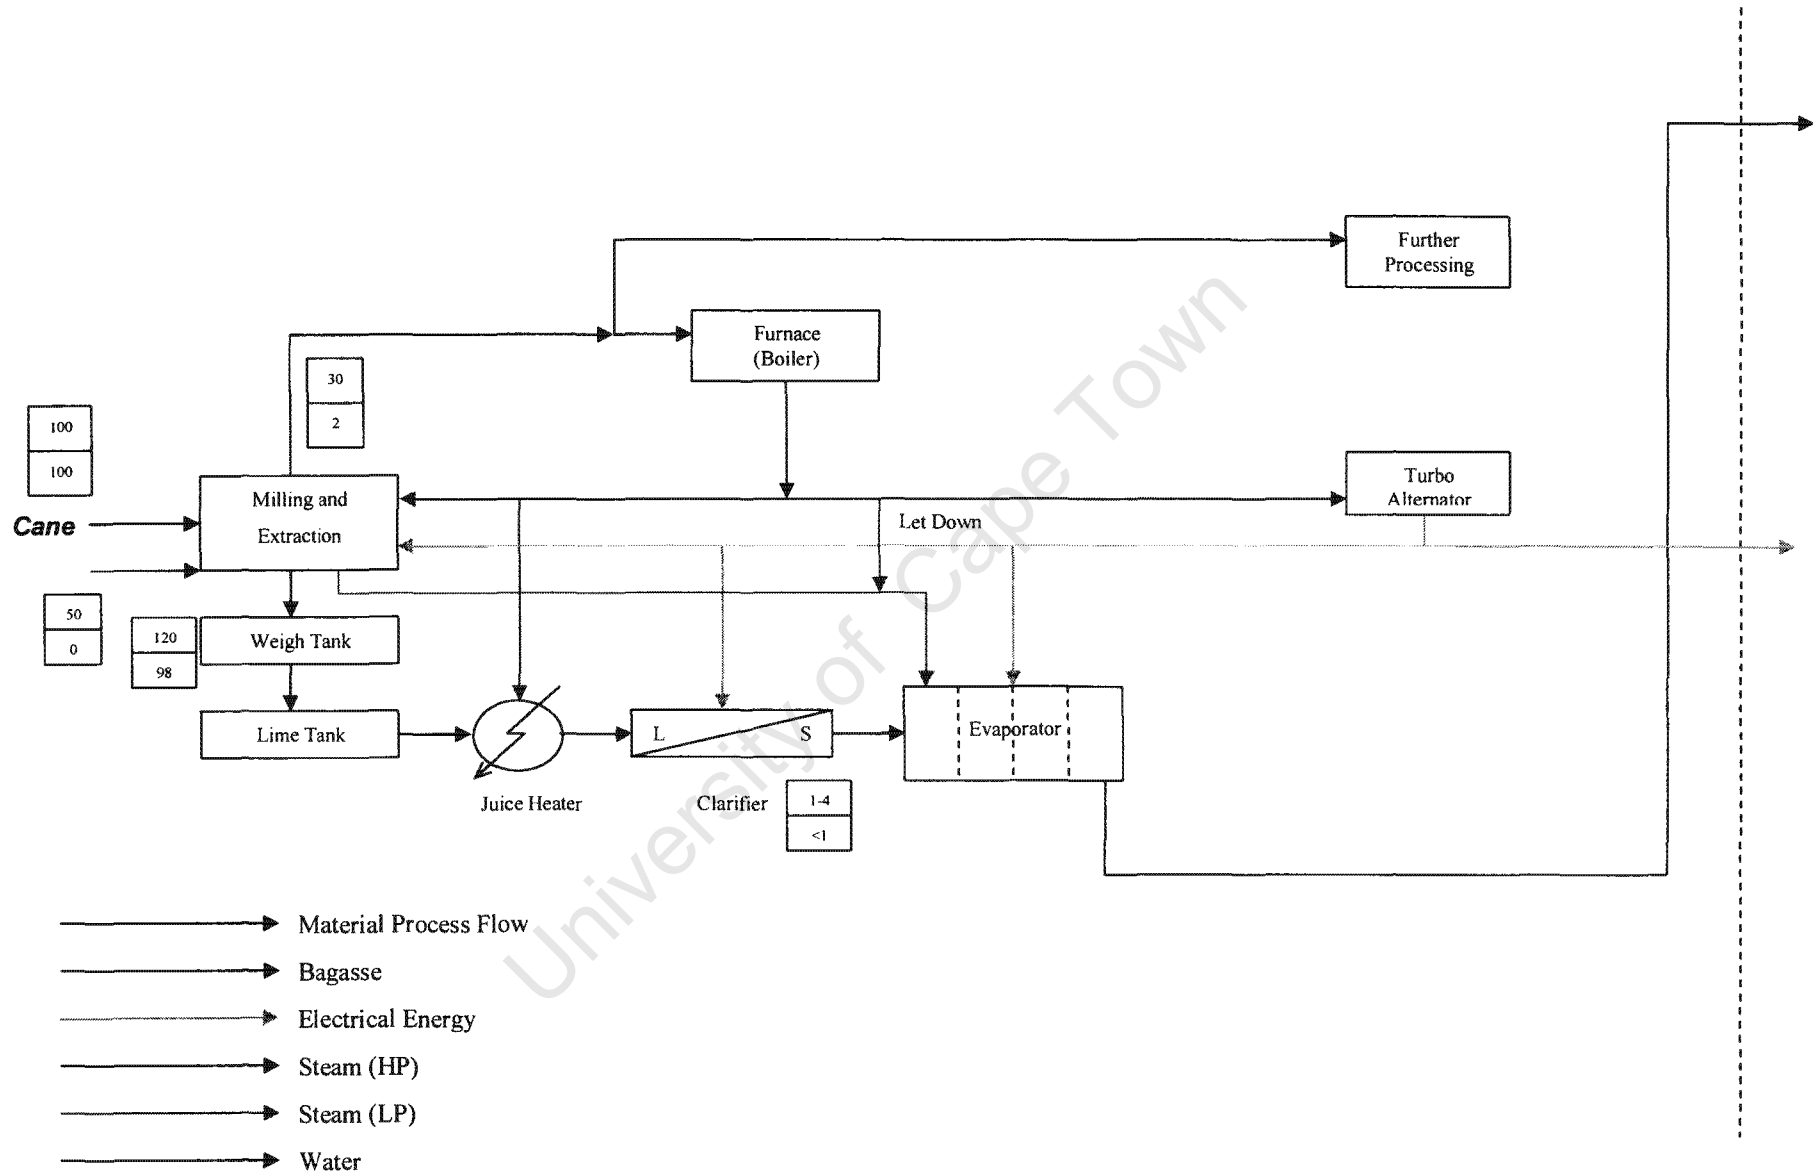 Further
Processing
Furnace
(Boiler)
30
2
100
100
Milling and
Extraction
Cane
Turbo
Alternator
Let Down
50
0
120
98
Weigh Tank
Lime Tank
L
S
Evaporator
Juice Heater
Clarifier
1-4
<1
Material Process Flow
Bagasse
Electrical Energy
Steam (HP)
Steam (LP)
Water
University of Cape Town